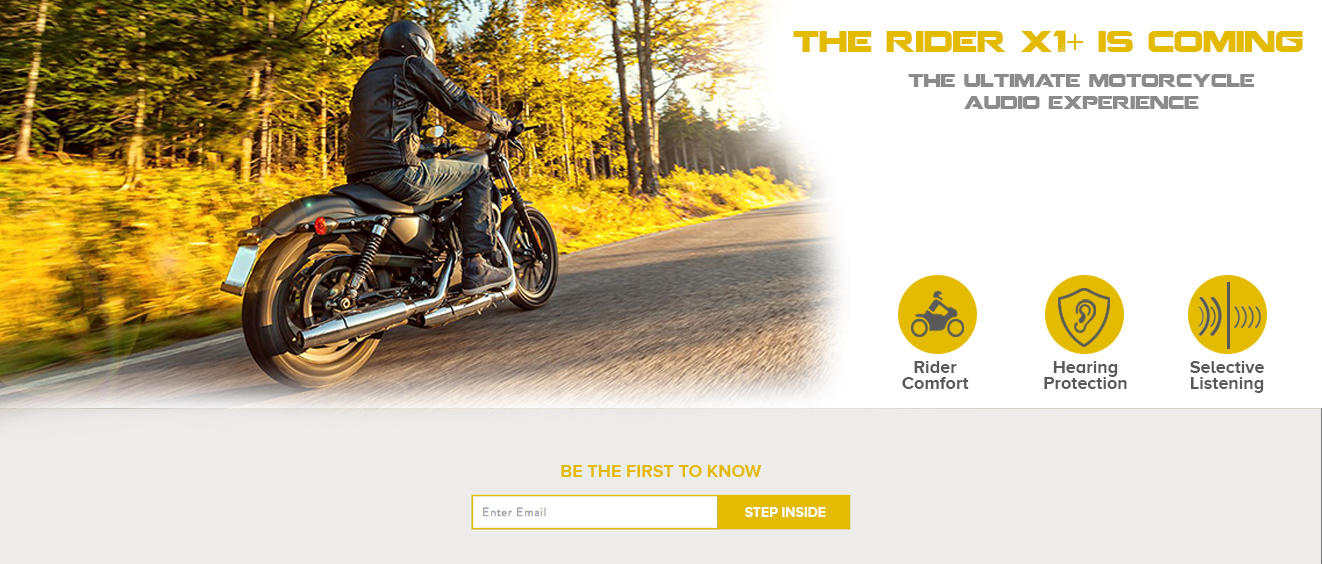 THE RIDER X1+ IS COMING
THE ULTIMATE MOTORCYCLE
AUDIO EXPERIENCE
Rider
Comfort
Hearing
Protection
Selective
Listening
BE THE FIRST TO KNOW
Enter Email
STEP INSIDE